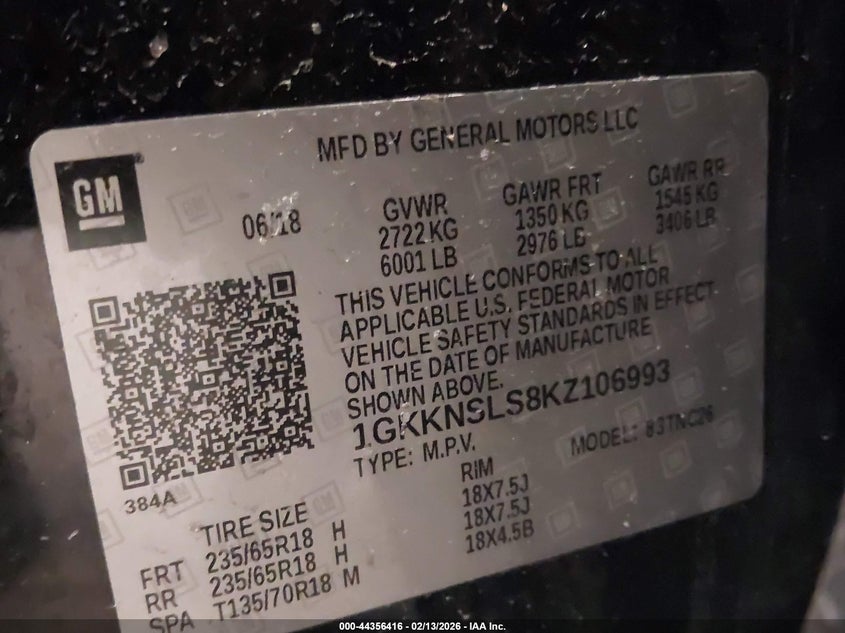 MFD BY GENERAL MOTORS LLC
GM
06/18
GVWR GAWR FRT GAWR RR
2722 KG 1350 KG 1545 KG
6001 LB 2976 LB 3406 LB
THIS VEHICLE CONFORMS TO ALL
APPLICABLE U.S. FEDERAL MOTOR
VEHICLE SAFETY STANDARDS IN EFFECT
ON THE DATE OF MANUFACTURE
SHOWN ABOVE.
1GKKNSLS8KZ106993
TYPE: M.P.V. MODEL: 83TNC26
384A
TIRE SIZE RIM
FRT 235/65R18 H 18X7.5J
RR 235/65R18 H 18X7.5J
SPA T135/70R18 M 18X4.5B
000-44356416 - 02/13/2026 - IAA Inc.